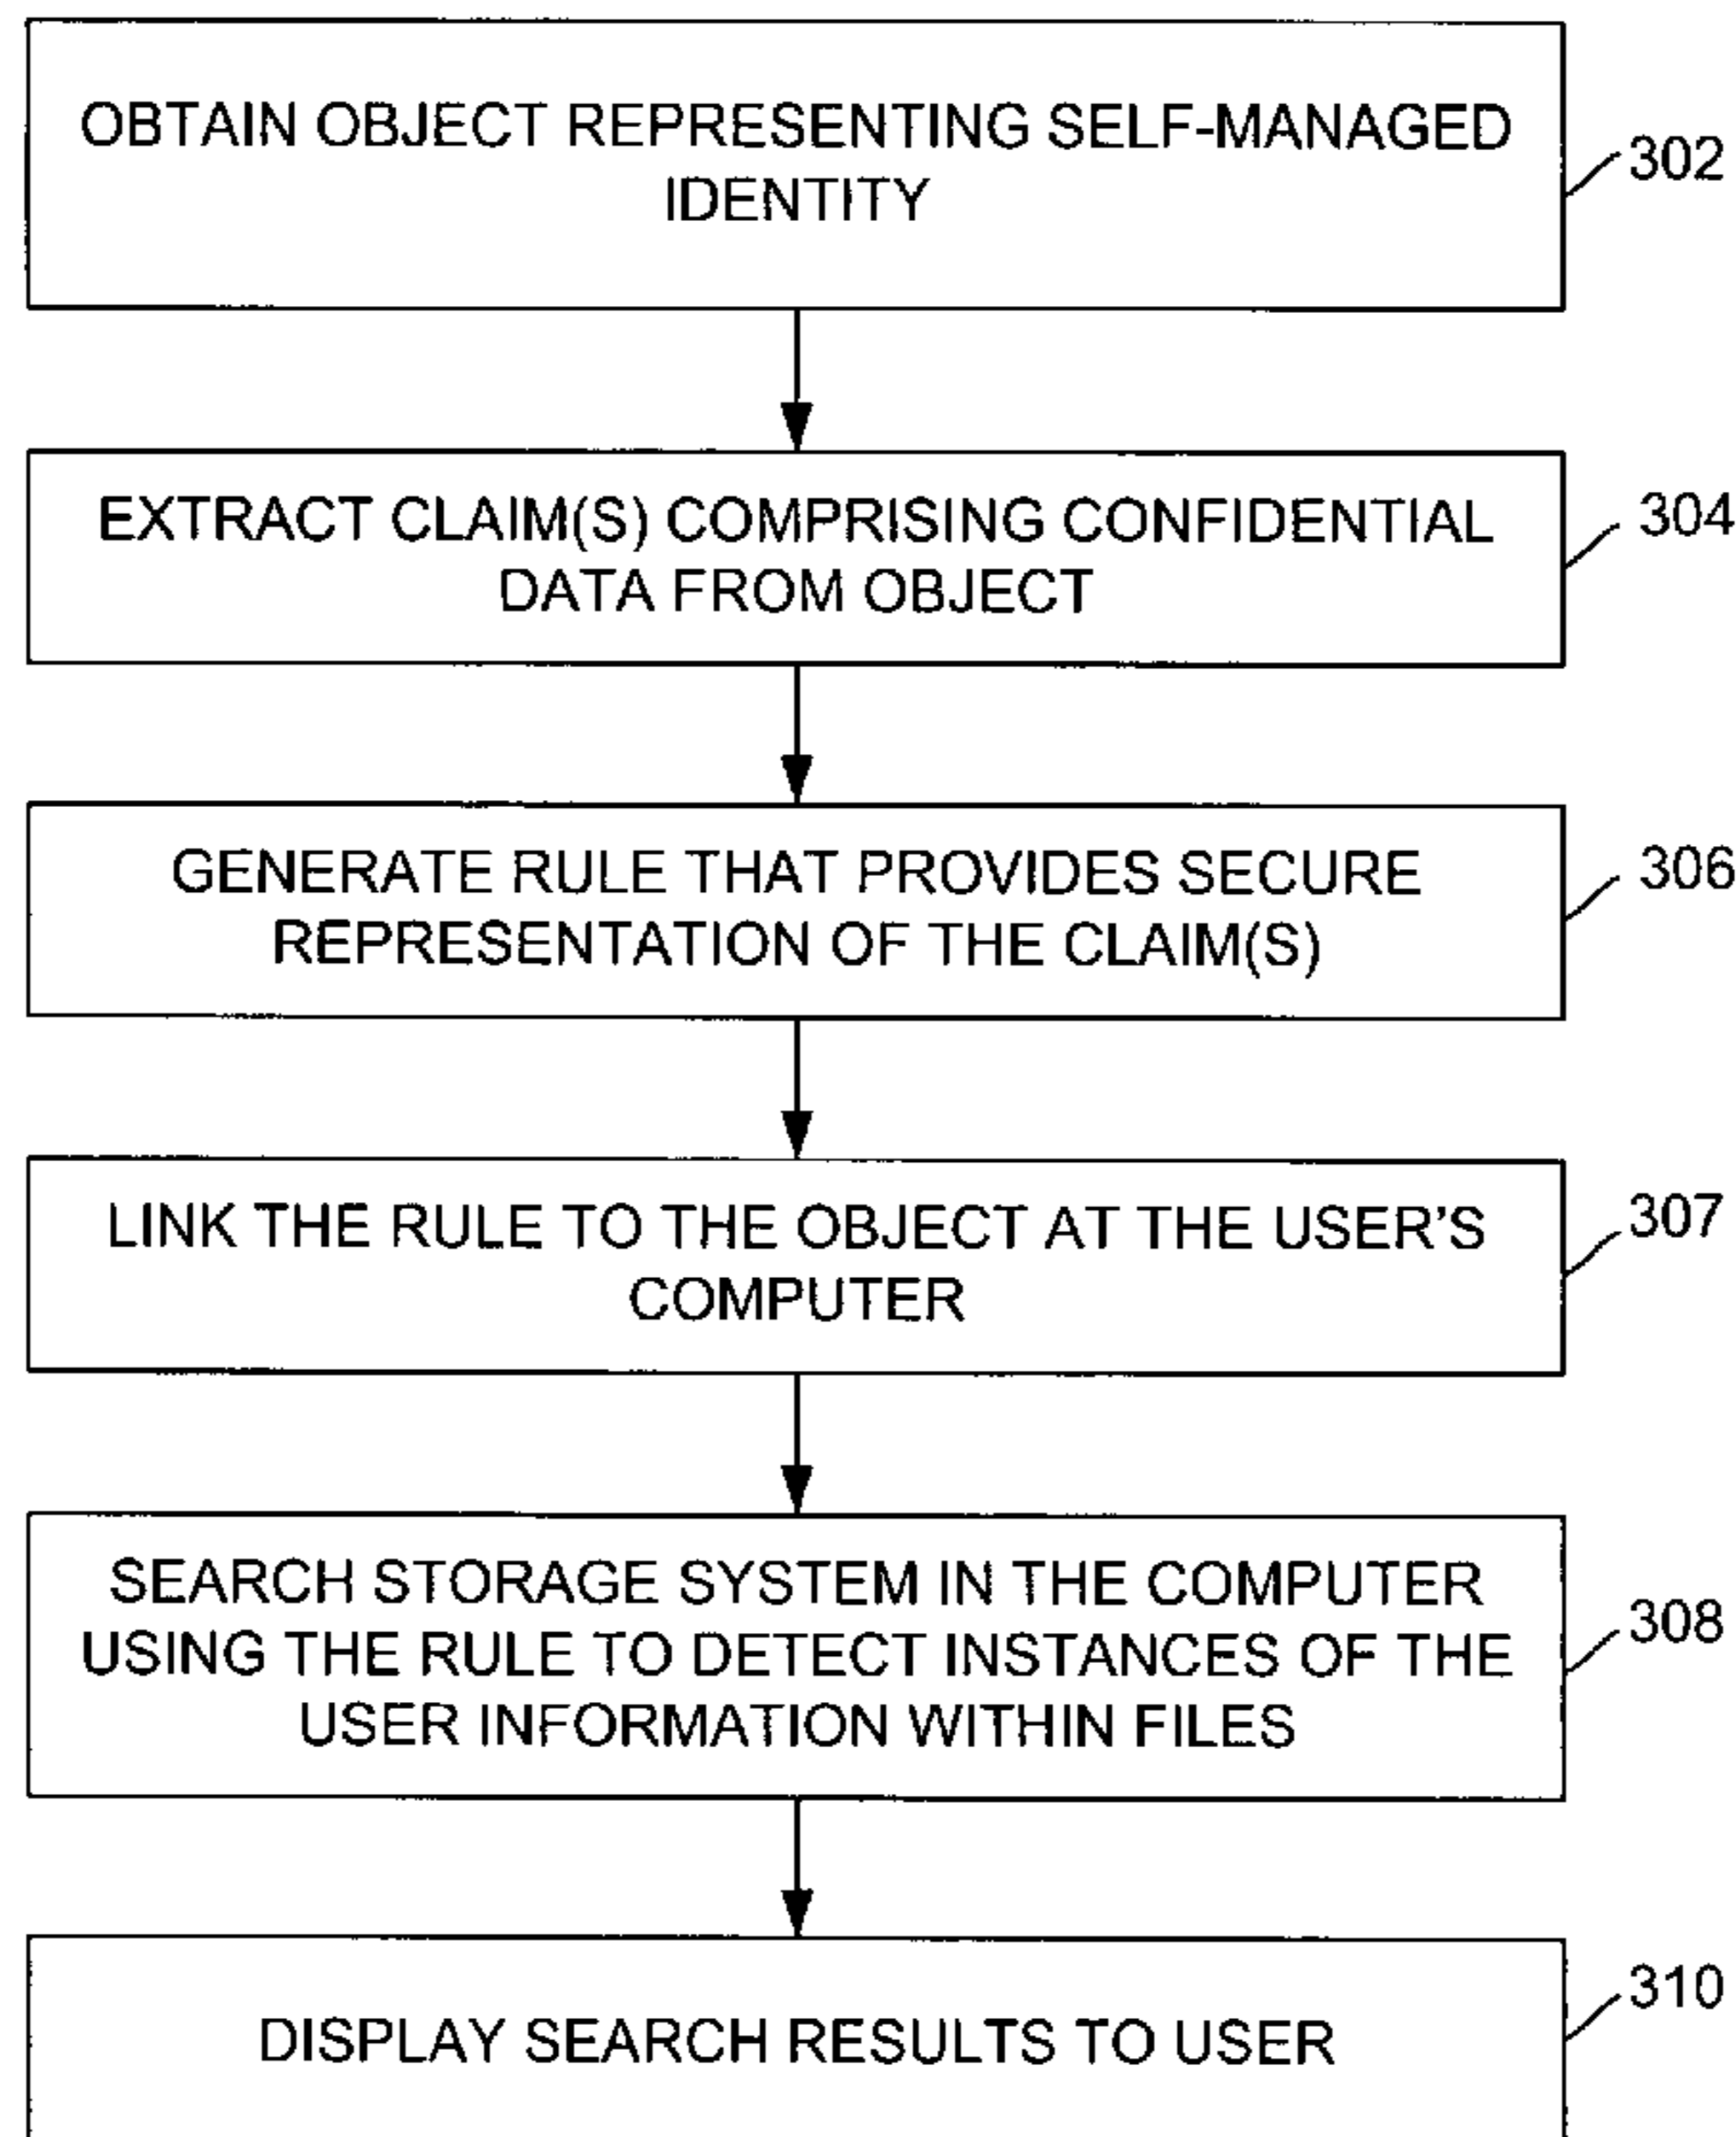 OBTAIN OBJECT REPRESENTING SELF-MANAGED
IDENTITY
302
EXTRACT CLAIM(S) COMPRISING CONFIDENTIAL
DATA FROM OBJECT
304
GENERATE RULE THAT PROVIDES SECURE
REPRESENTATION OF THE CLAIM(S)
306
LINK THE RULE TO THE OBJECT AT THE USER'S
COMPUTER
307
SEARCH STORAGE SYSTEM IN THE COMPUTER
USING THE RULE TO DETECT INSTANCES OF THE
USER INFORMATION WITHIN FILES
308
DISPLAY SEARCH RESULTS TO USER
310